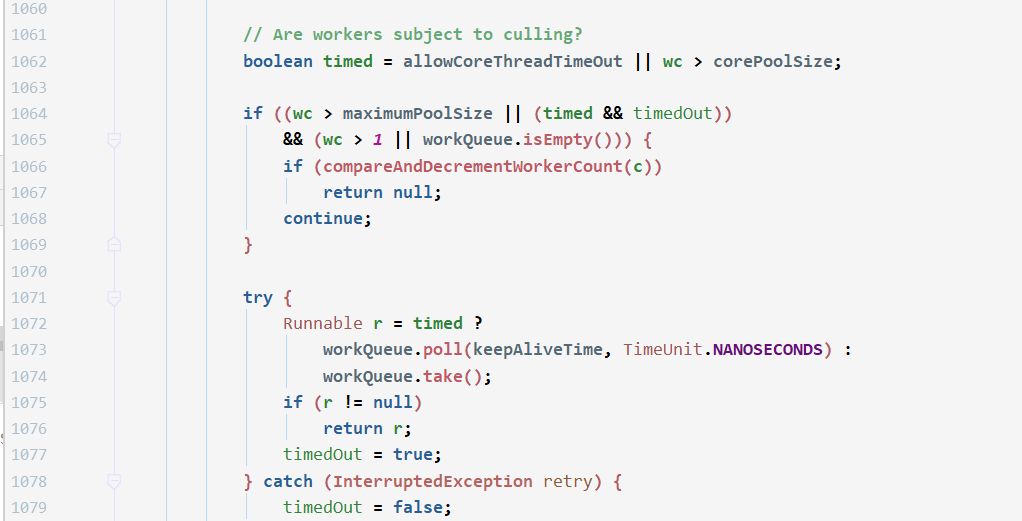 1060
1061 // Are workers subject to culling?
1062 boolean timed = allowCoreThreadTimeOut || wc > corePoolSize;
1063
1064 if ((wc > maximumPoolSize || (timed && timedOut))
1065 && (wc > 1 || workQueue.isEmpty())) {
1066 if (compareAndDecrementWorkerCount(c))
1067 return null;
1068 continue;
1069 }
1070
1071 try {
1072 Runnable r = timed ?
1073 workQueue.poll(keepAliveTime, TimeUnit.NANOSECONDS) :
1074 workQueue.take();
1075 if (r != null)
1076 return r;
1077 timedOut = true;
1078 } catch (InterruptedException retry) {
1079 timedOut = false;